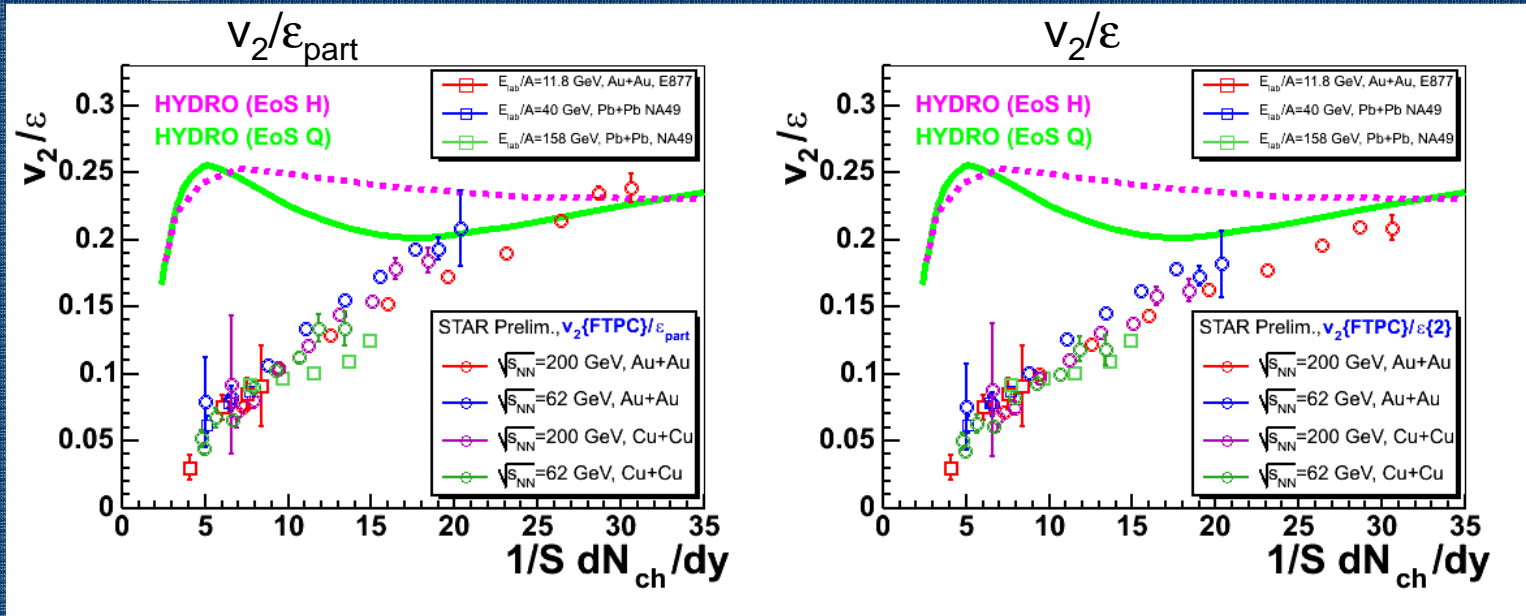 v2/εpart
v2/ε
0.3
0.25
0.2
0.15
0.1
0.05
0
v2/ε
HYDRO (EoS H)
HYDRO (EoS Q)
Elab/A=11.8 GeV, Au+Au, E877
Elab/A=40 GeV, Pb+Pb NA49
Elab/A=158 GeV, Pb+Pb, NA49
STAR Prelim., v2{FTPC}/εpart
√sNN=200 GeV, Au+Au
√sNN=62 GeV, Au+Au
√sNN=200 GeV, Cu+Cu
√sNN=62 GeV, Cu+Cu
0 5 10 15 20 25 30 35
1/S dNch/dy
0.3
0.25
0.2
0.15
0.1
0.05
0
v2/ε
HYDRO (EoS H)
HYDRO (EoS Q)
Elab/A=11.8 GeV, Au+Au, E877
Elab/A=40 GeV, Pb+Pb NA49
Elab/A=158 GeV, Pb+Pb, NA49
STAR Prelim., v2{FTPC}/ε{2}
√sNN=200 GeV, Au+Au
√sNN=62 GeV, Au+Au
√sNN=200 GeV, Cu+Cu
√sNN=62 GeV, Cu+Cu
0 5 10 15 20 25 30 35
1/S dNch/dy